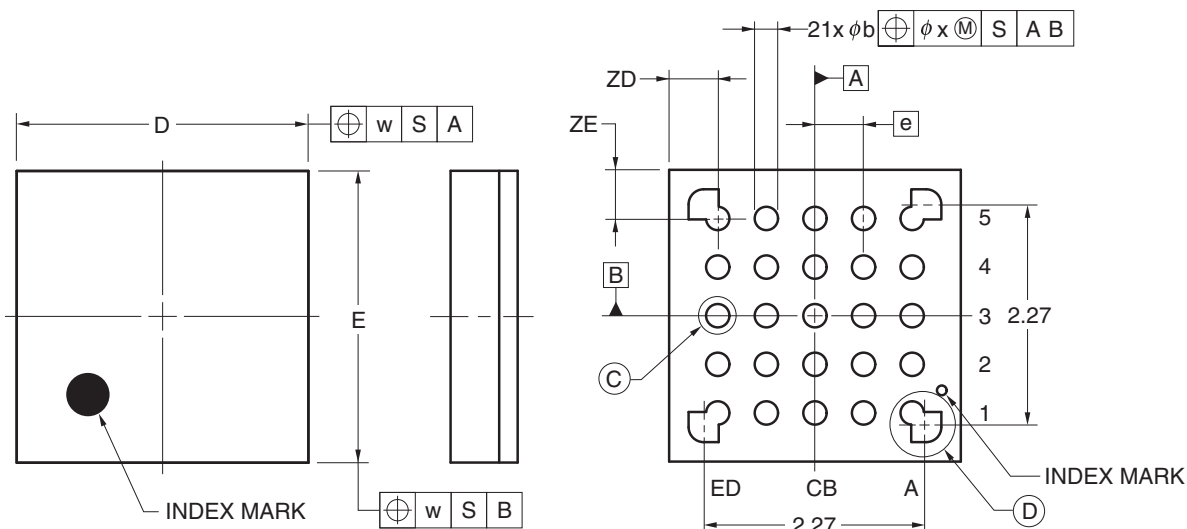 21x ϕb ⌖ ϕ x Ⓜ S A B
ZD
A
D
⌖ w S A
ZE
e
5
B
4
E
3
2.27
C
2
1
INDEX MARK
ED CB A
INDEX MARK
D
⌖ w S B
2.27